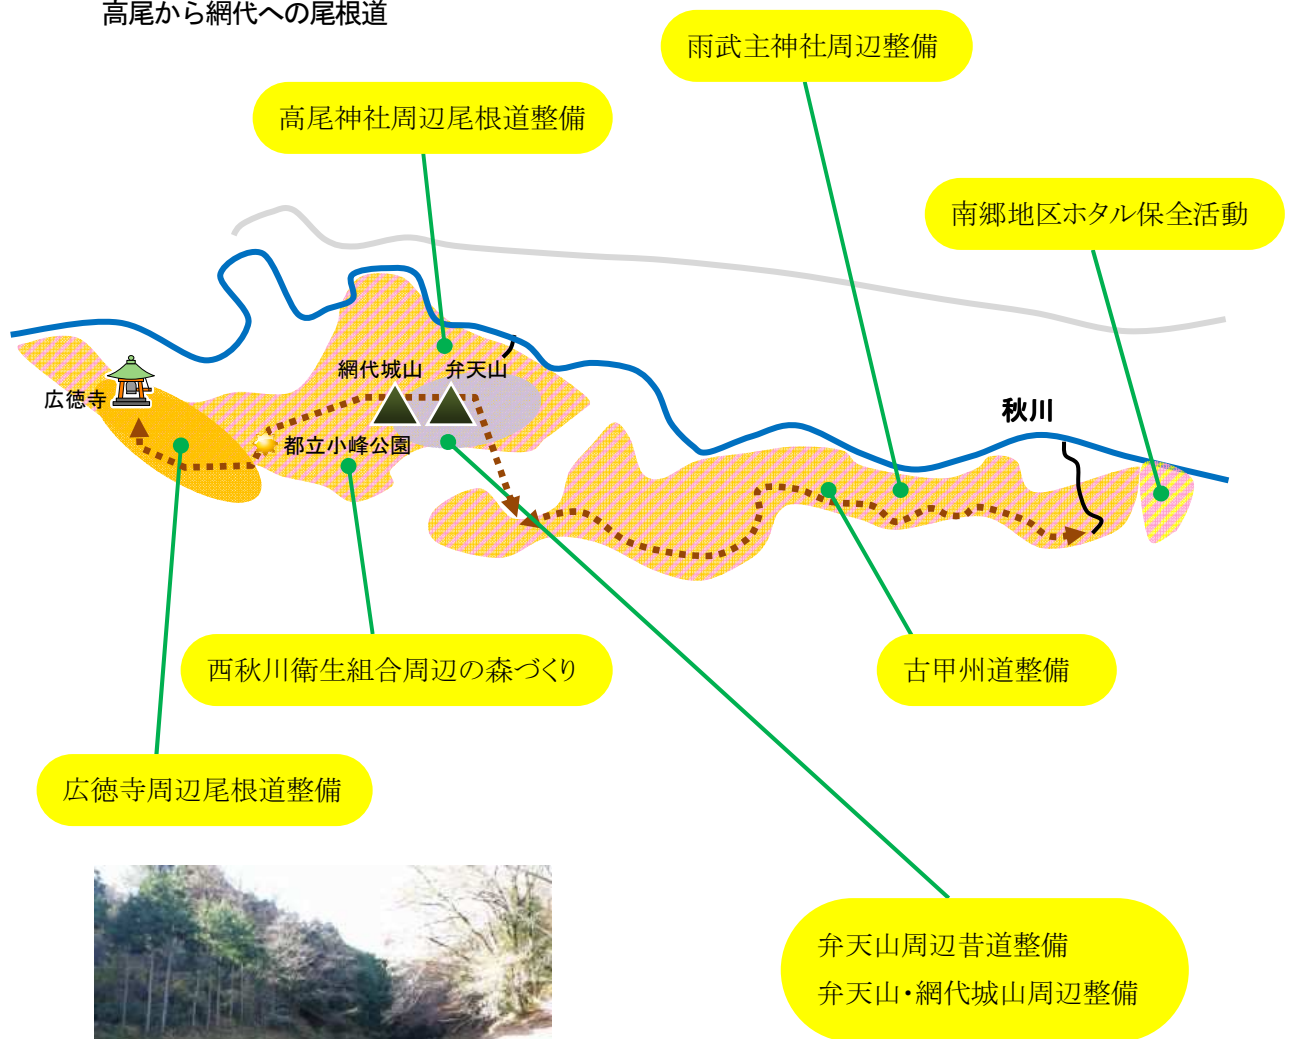 高尾から網代への尾根道
雨武主神社周辺整備
高尾神社周辺尾根道整備
南郷地区ホタル保全活動
網代城山
弁天山
広徳寺
秋川
都立小峰公園
西秋川衛生組合周辺の森づくり
古甲州道整備
広徳寺周辺尾根道整備
弁天山周辺昔道整備
弁天山・網代城山周辺整備